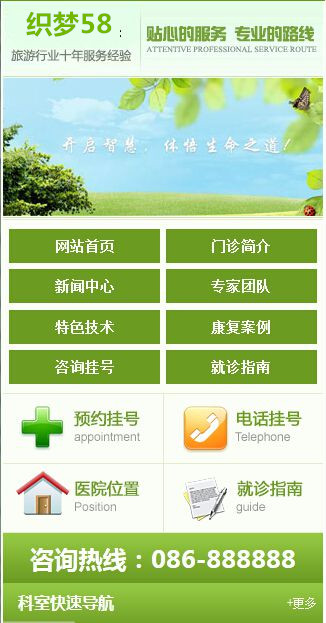 织梦58 :
旅游行业十年服务经验
贴心的服务 专业的路线
ATTENTIVE PROFESSIONAL SERVICE ROUTE
开启智慧，体悟生命之道！
网站首页
门诊简介
新闻中心
专家团队
特色技术
康复案例
咨询挂号
就诊指南
预约挂号
appointment
电话挂号
Telephone
医院位置
Position
就诊指南
guide
咨询热线：086-888888
科室快速导航
+更多